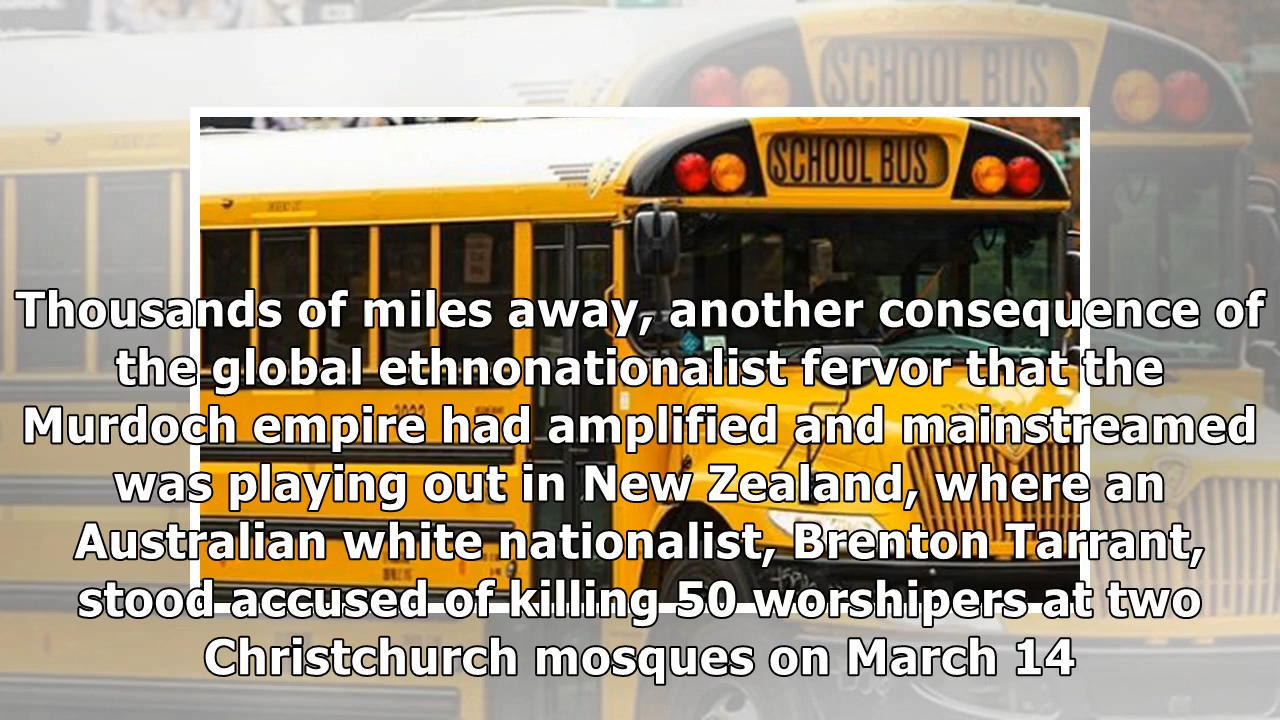 SCHOOL BUS
SCHOOL BUS
Thousands of miles away, another consequence of
the global ethnonationalist fervor that the
Murdoch empire had amplified and mainstreamed
was playing out in New Zealand, where an
Australian white nationalist, Brenton Tarrant,
stood accused of killing 50 worshipers at two
Christchurch mosques on March 14